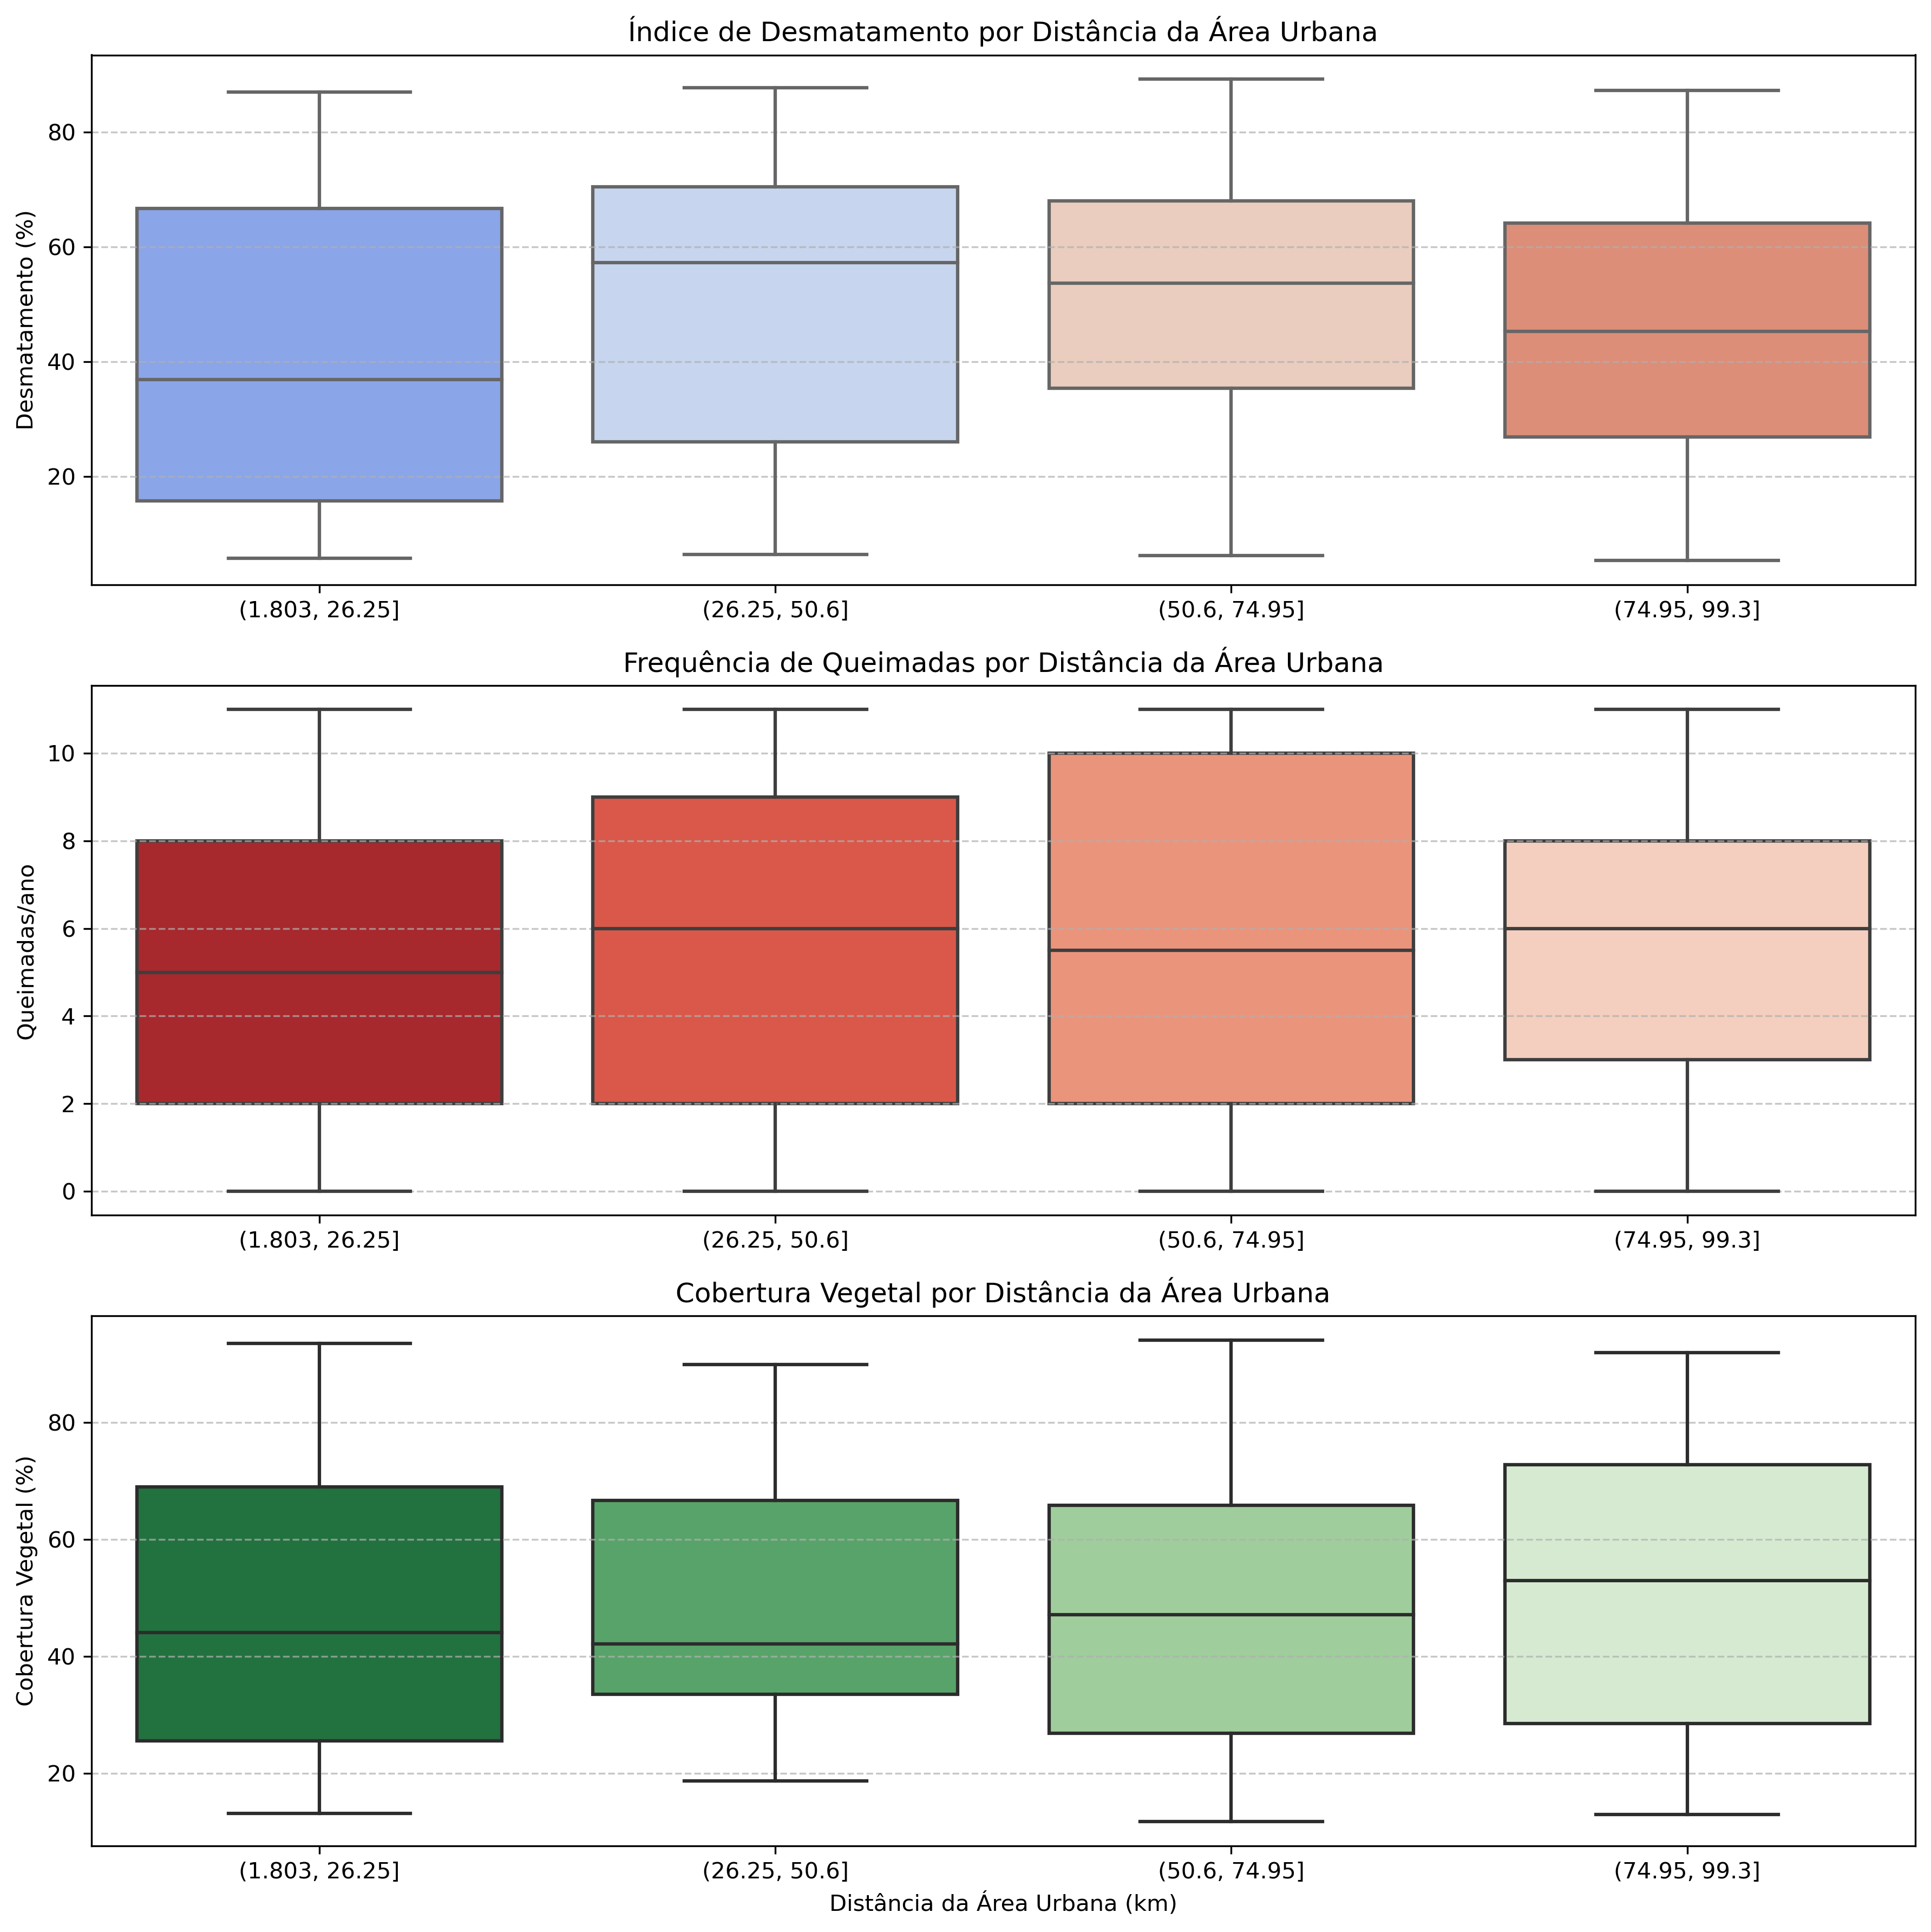 Índice de Desmatamento por Distância da Área Urbana
Desmatamento (%)
80
60
40
20
(1.803, 26.25] (26.25, 50.6] (50.6, 74.95] (74.95, 99.3]
Frequência de Queimadas por Distância da Área Urbana
Queimadas/ano
10
8
6
4
2
0
(1.803, 26.25] (26.25, 50.6] (50.6, 74.95] (74.95, 99.3]
Cobertura Vegetal por Distância da Área Urbana
Cobertura Vegetal (%)
80
60
40
20
(1.803, 26.25] (26.25, 50.6] (50.6, 74.95] (74.95, 99.3]
Distância da Área Urbana (km)